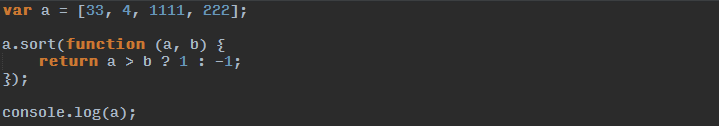 var a = [33, 4, 1111, 222];
a.sort(function (a, b) {
    return a > b ? 1 : -1;
});
console.log(a);